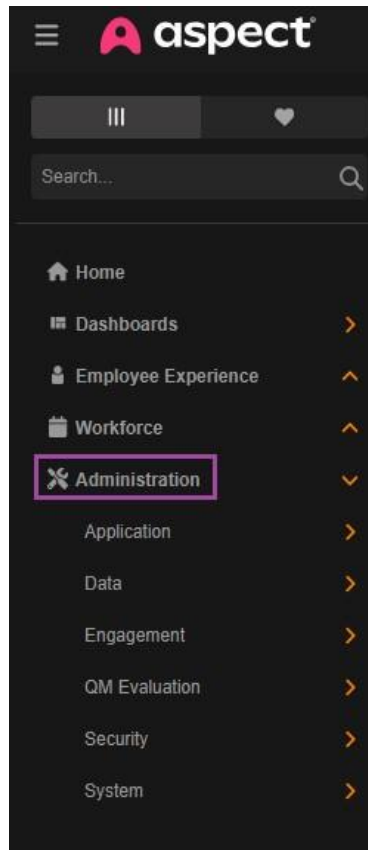 aspect
Search...
Home
Dashboards
Employee Experience
Workforce
Administration
Application
Data
Engagement
QM Evaluation
Security
System